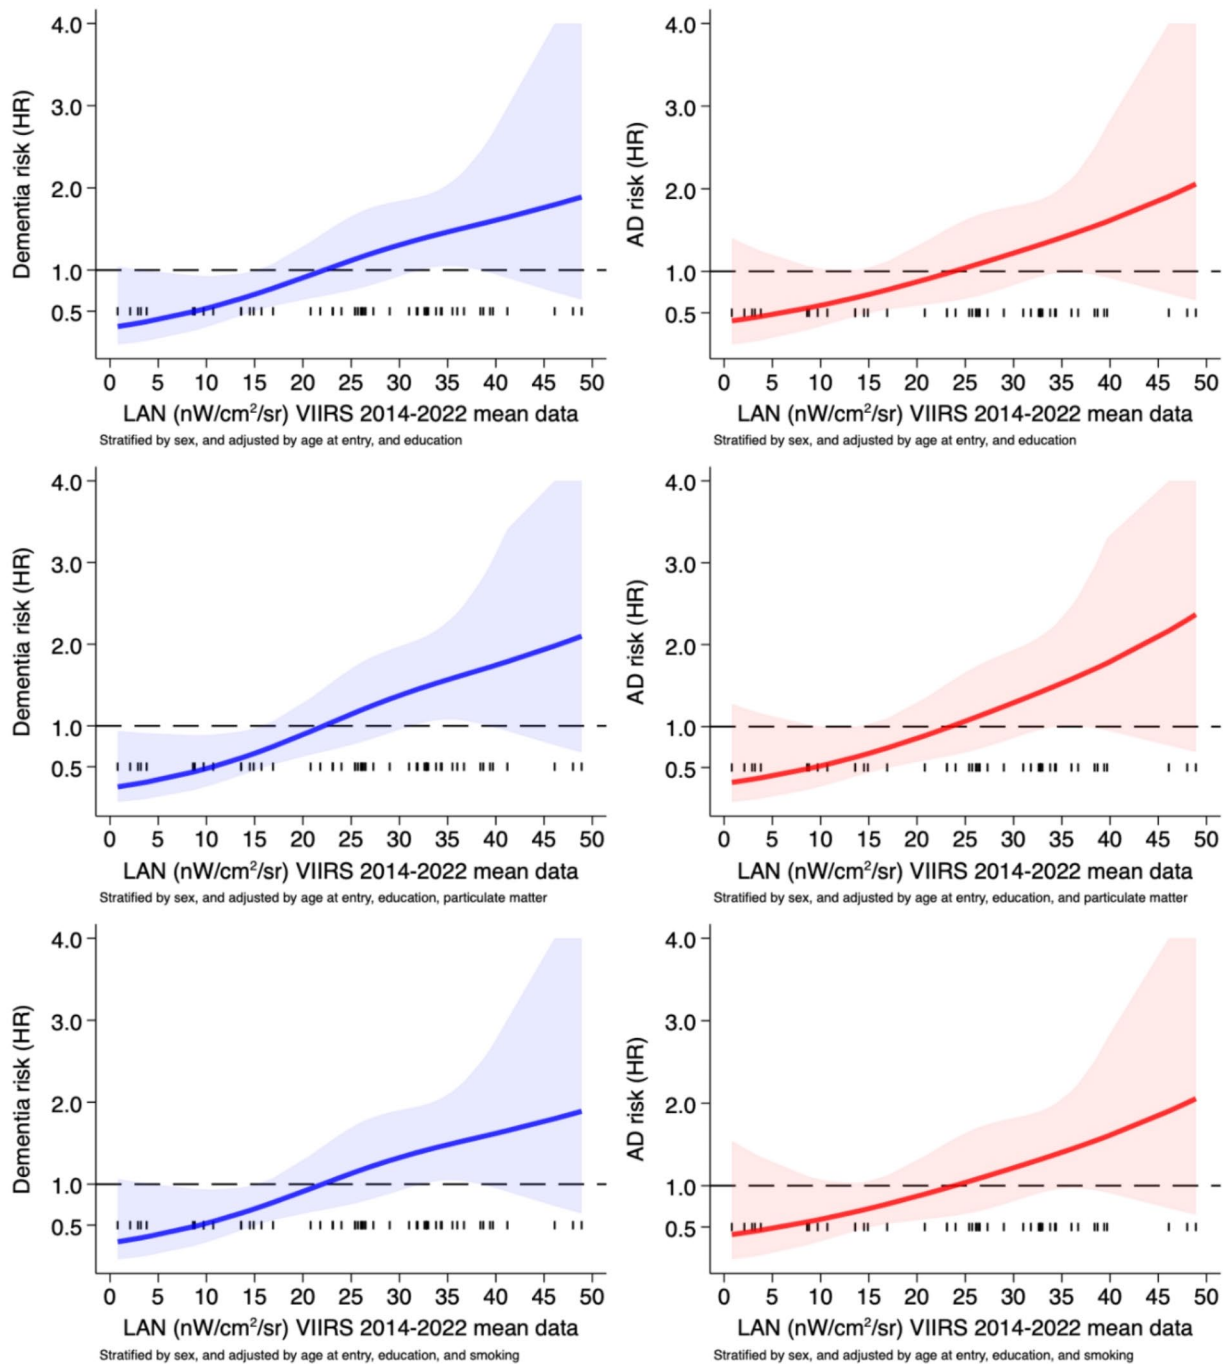 4.0
3.0
2.0
1.0
0.5
Dementia risk (HR)
0 5 10 15 20 25 30 35 40 45 50
LAN (nW/cm²/sr) VIIRS 2014-2022 mean data
Stratified by sex, and adjusted by age at entry, and education
4.0
3.0
2.0
1.0
0.5
AD risk (HR)
0 5 10 15 20 25 30 35 40 45 50
LAN (nW/cm²/sr) VIIRS 2014-2022 mean data
Stratified by sex, and adjusted by age at entry, and education
4.0
3.0
2.0
1.0
0.5
Dementia risk (HR)
0 5 10 15 20 25 30 35 40 45 50
LAN (nW/cm²/sr) VIIRS 2014-2022 mean data
Stratified by sex, and adjusted by age at entry, education, particulate matter
4.0
3.0
2.0
1.0
0.5
AD risk (HR)
0 5 10 15 20 25 30 35 40 45 50
LAN (nW/cm²/sr) VIIRS 2014-2022 mean data
Stratified by sex, and adjusted by age at entry, education, and particulate matter
4.0
3.0
2.0
1.0
0.5
Dementia risk (HR)
0 5 10 15 20 25 30 35 40 45 50
LAN (nW/cm²/sr) VIIRS 2014-2022 mean data
Stratified by sex, and adjusted by age at entry, education, and smoking
4.0
3.0
2.0
1.0
0.5
AD risk (HR)
0 5 10 15 20 25 30 35 40 45 50
LAN (nW/cm²/sr) VIIRS 2014-2022 mean data
Stratified by sex, and adjusted by age at entry, education, and smoking